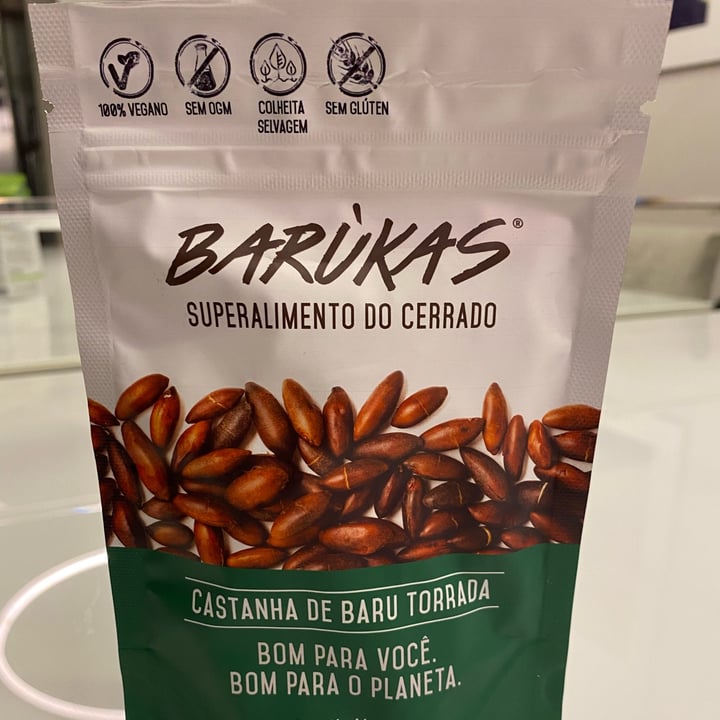 100% VEGANO
SEM OGM
COLHEITA
SELVAGEM
SEM GLÚTEN
BARÙKAS®
SUPERALIMENTO DO CERRADO
CASTANHA DE BARU TORRADA
BOM PARA VOCÊ.
BOM PARA O PLANETA.